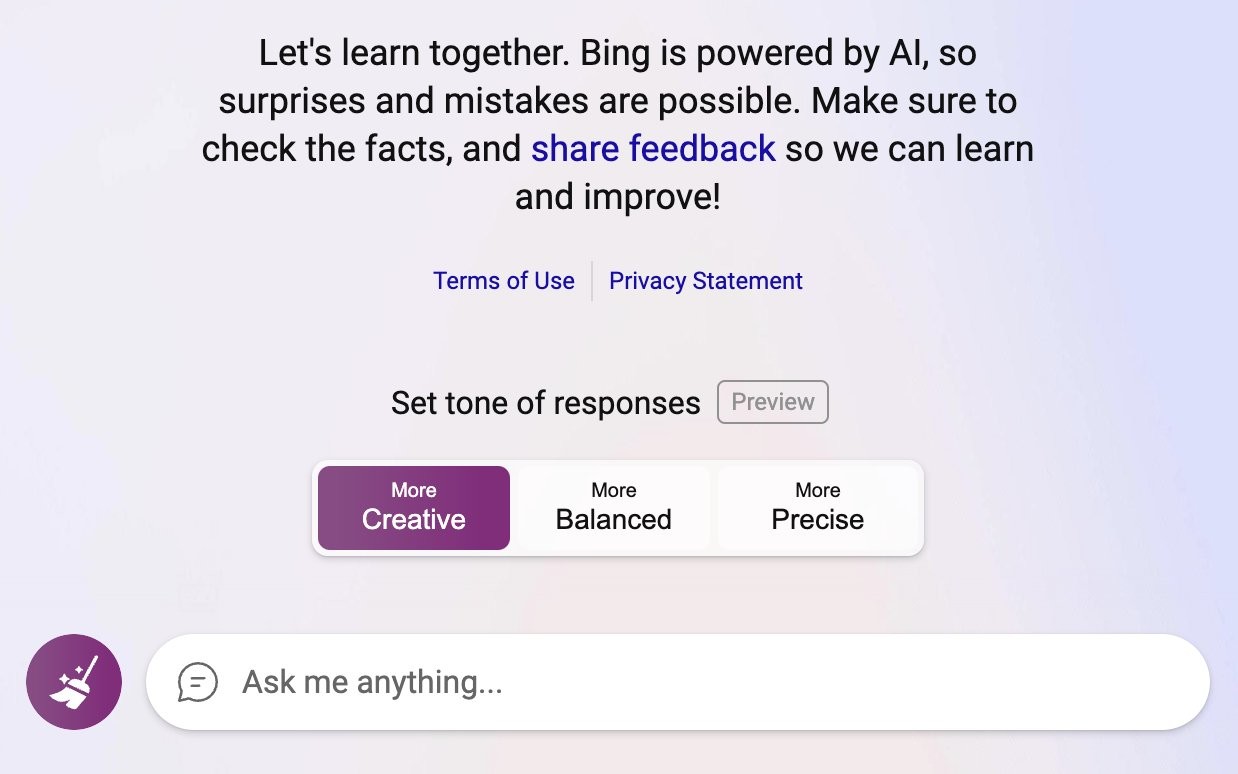 Let's learn together. Bing is powered by AI, so
surprises and mistakes are possible. Make sure to
check the facts, and share feedback so we can learn
and improve!
Terms of Use Privacy Statement
Set tone of responses Preview
More More More
Creative Balanced Precise
Ask me anything...